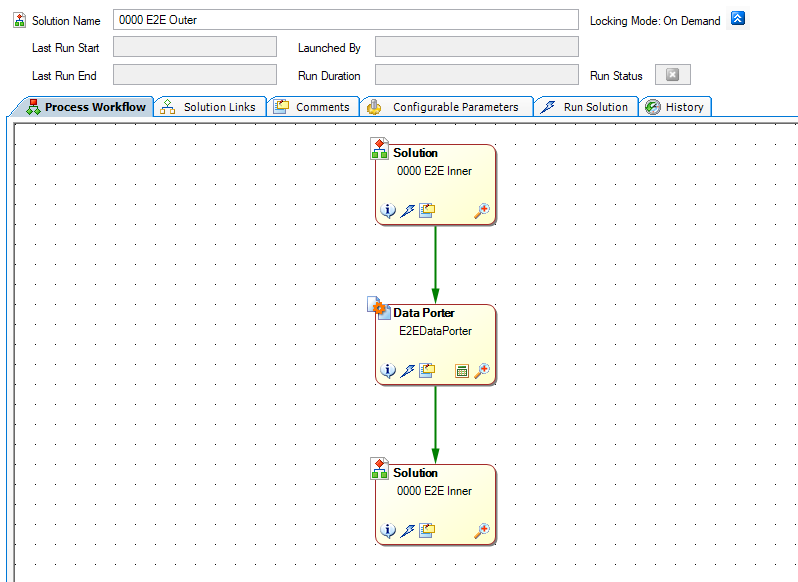 Solution Name 0000 E2E Outer Locking Mode: On Demand
Last Run Start Launched By
Last Run End Run Duration Run Status
Process Workflow Solution Links Comments Configurable Parameters Run Solution History
Solution
0000 E2E Inner
Data Porter
E2EDataPorter
Solution
0000 E2E Inner